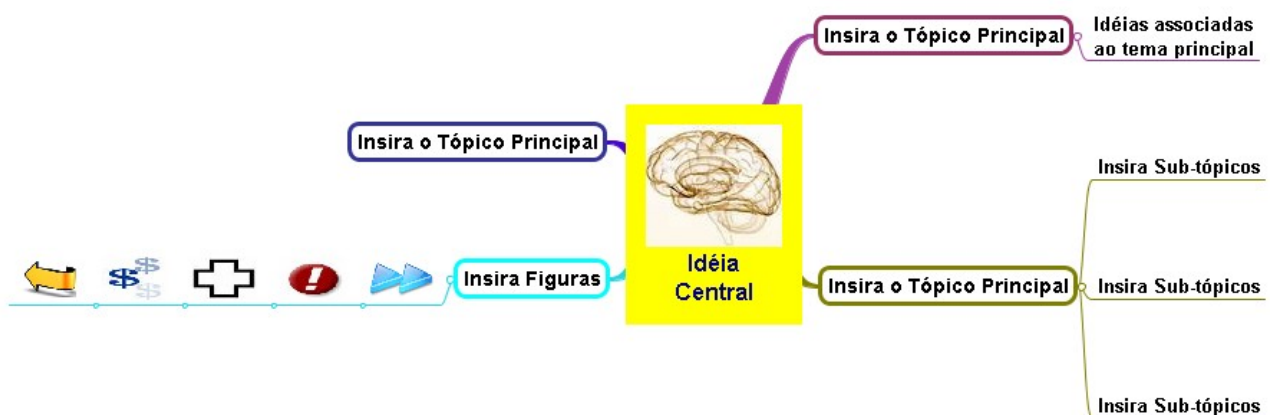 Insira o Tópico Principal
Idéias associadas
ao tema principal
Insira o Tópico Principal
Insira Sub-tópicos
Idéia
Central
Insira Figuras
Insira o Tópico Principal
Insira Sub-tópicos
Insira Sub-tópicos